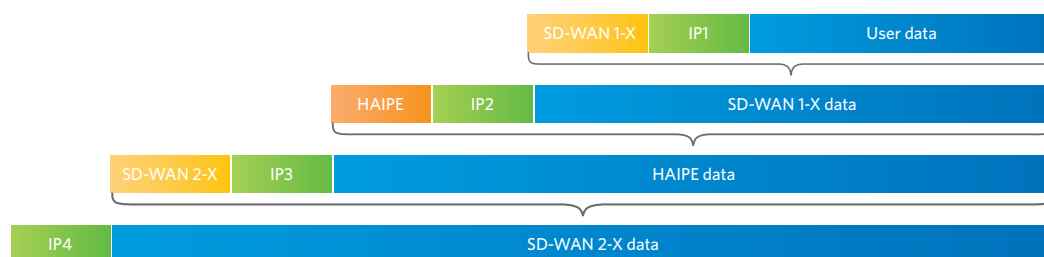 SD-WAN 1-X IP1 User data
HAIPE IP2 SD-WAN 1-X data
SD-WAN 2-X IP3 HAIPE data
IP4 SD-WAN 2-X data